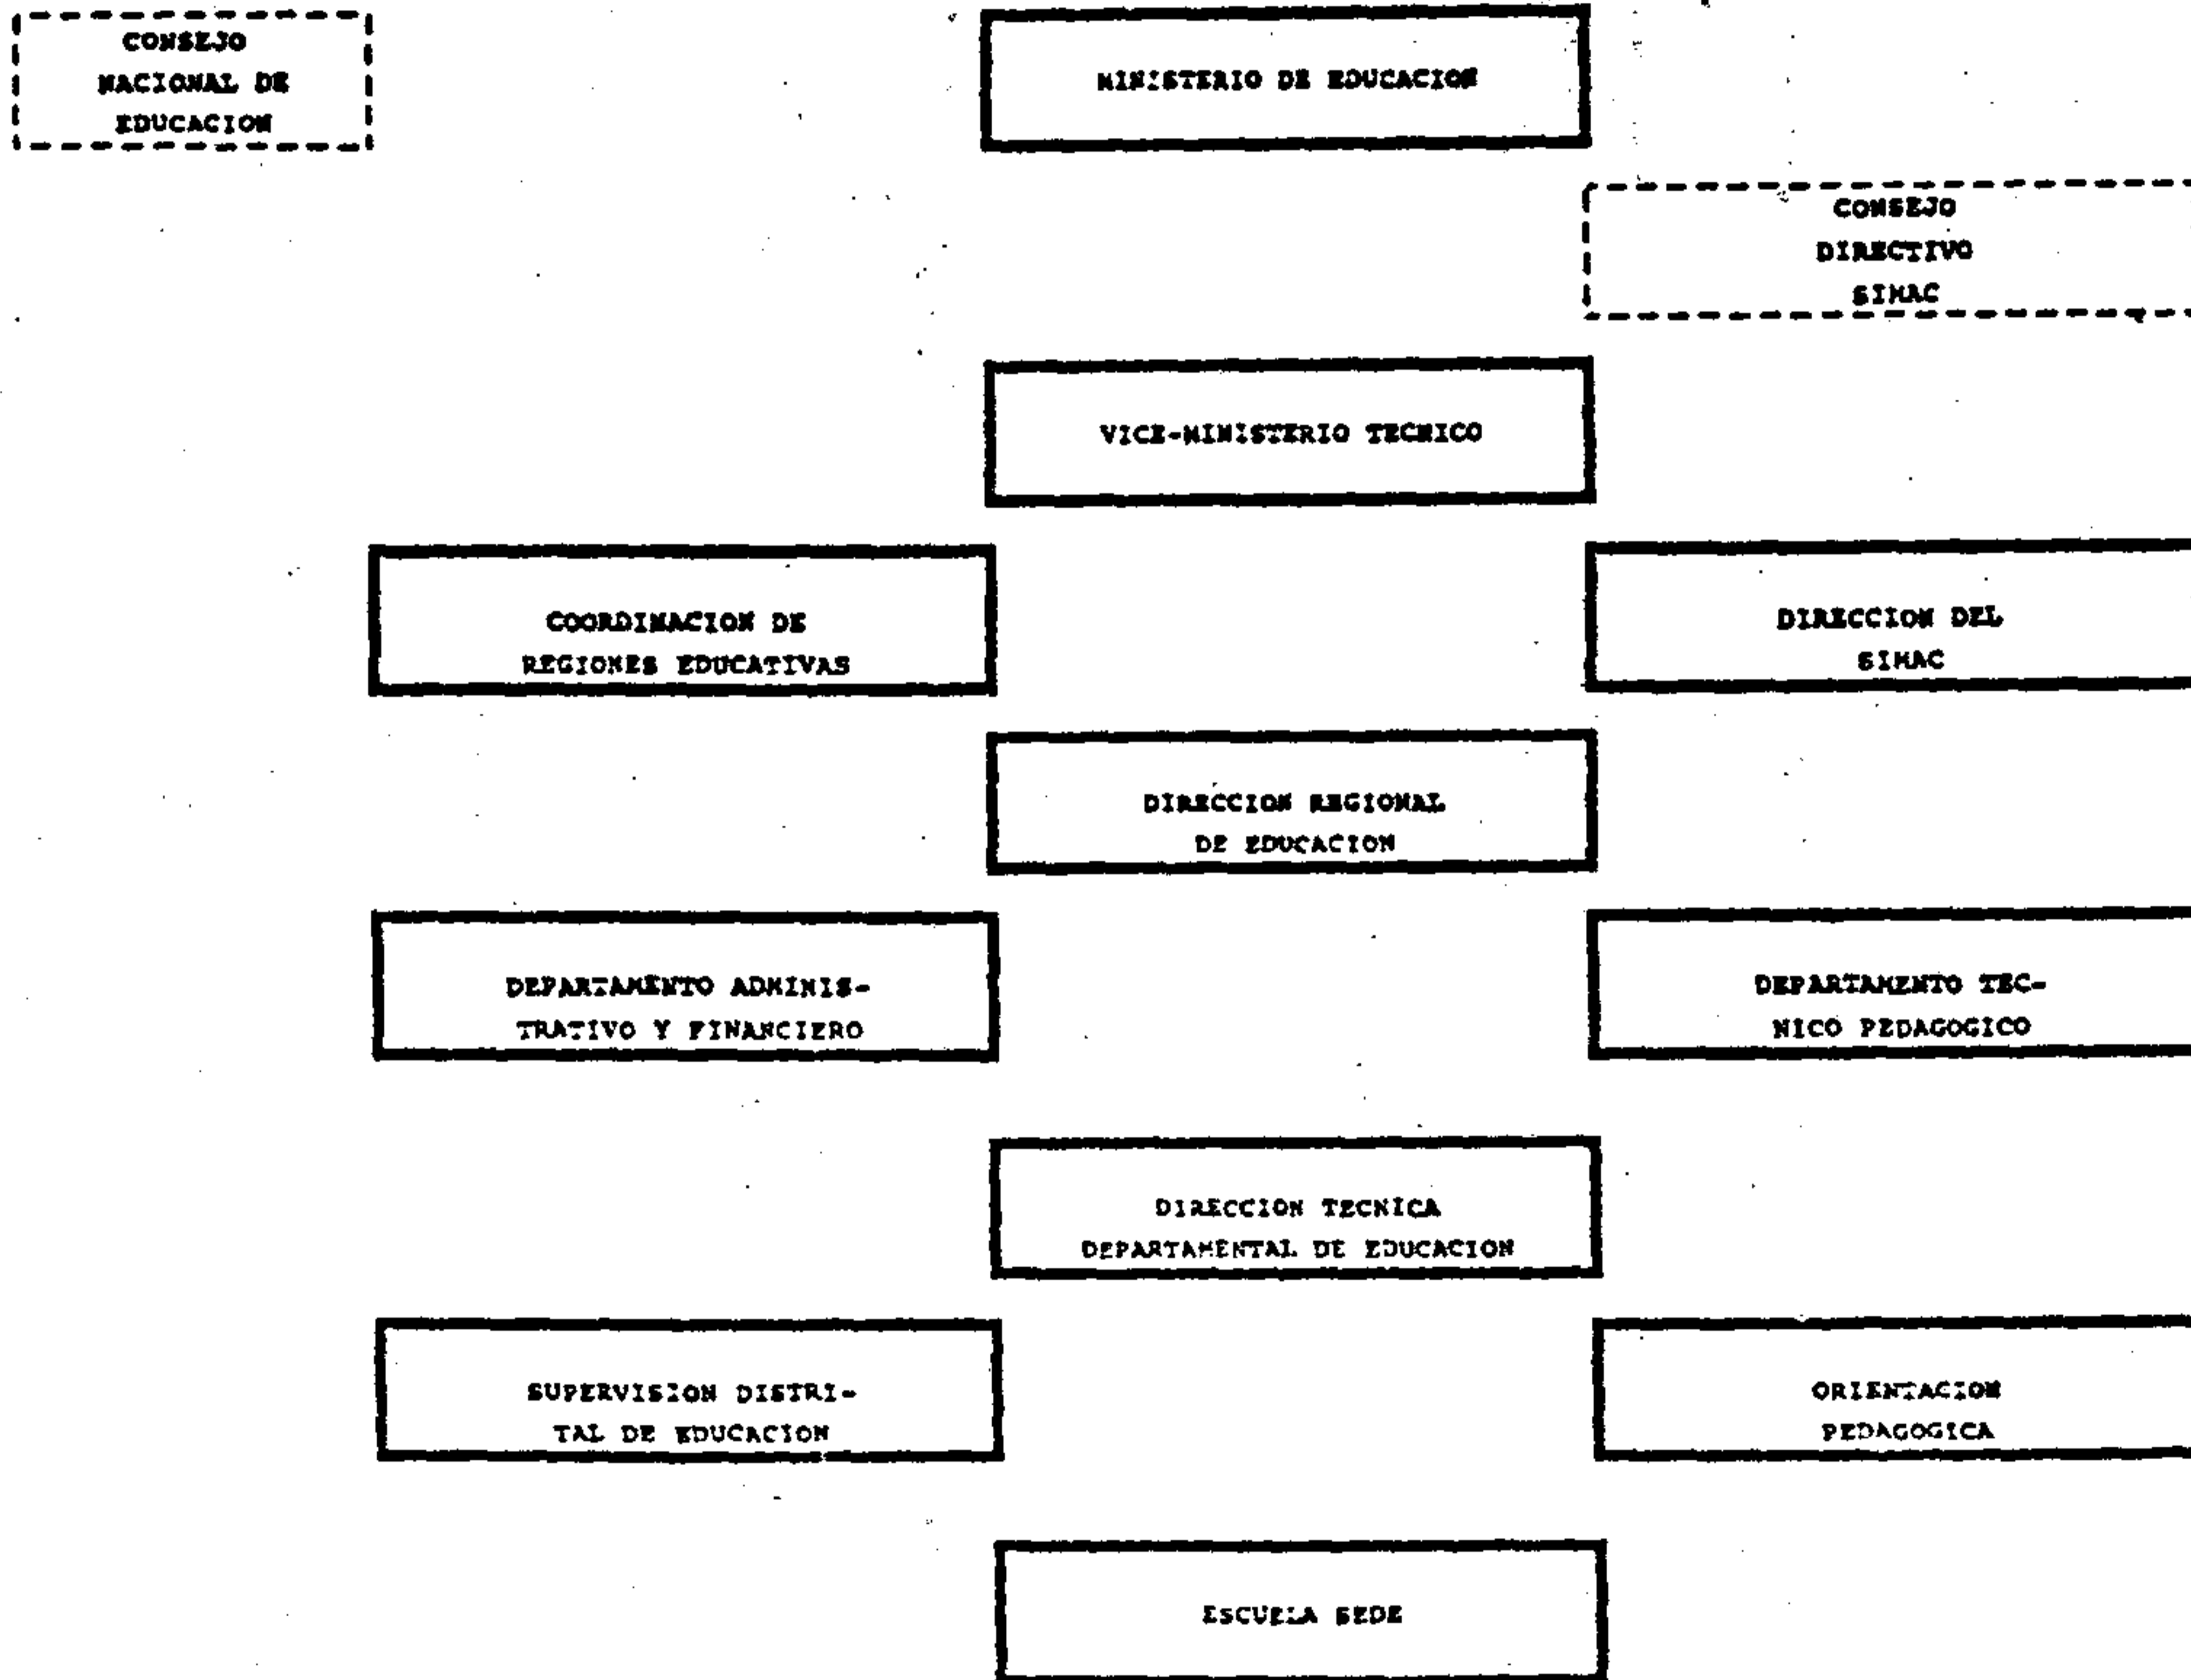 CONSEJO
NACIONAL DE
EDUCACION
MINISTERIO DE EDUCACION
CONSEJO
DIRECTIVO
SIMAC
VICE-MINISTERIO TECNICO
COORDINACION DE
REGIONES EDUCATIVAS
DIRECCION DEL
SIMAC
DIRECCION REGIONAL
DE EDUCACION
DEPARTAMENTO ADMINIS-
TRATIVO Y FINANCIERO
DEPARTAMENTO TEC-
NICO PEDAGOGICO
DIRECCION TECNICA
DEPARTAMENTAL DE EDUCACION
SUPERVISION DISTRI-
TAL DE EDUCACION
ORIENTACION
PEDAGOGICA
ESCUELA SEDE